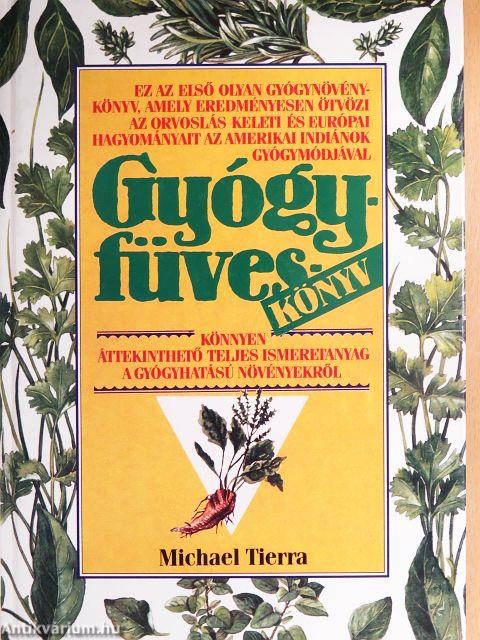 EZ AZ ELSŐ OLYAN GYÓGYNÖVÉNY-
KÖNYV, AMELY EREDMÉNYESEN ÖTVÖZI
AZ ORVOSLÁS KELETI ÉS EURÓPAI
HAGYOMÁNYAIT AZ AMERIKAI INDIÁNOK
GYÓGYMÓDJÁVAL
Gyógy-
füves-
KÖNYV
KÖNNYEN
ÁTTEKINTHETŐ TELJES ISMERETANYAG
A GYÓGYHATÁSÚ NÖVÉNYEKRŐL
Michael Tierra
Antikvarium.hu